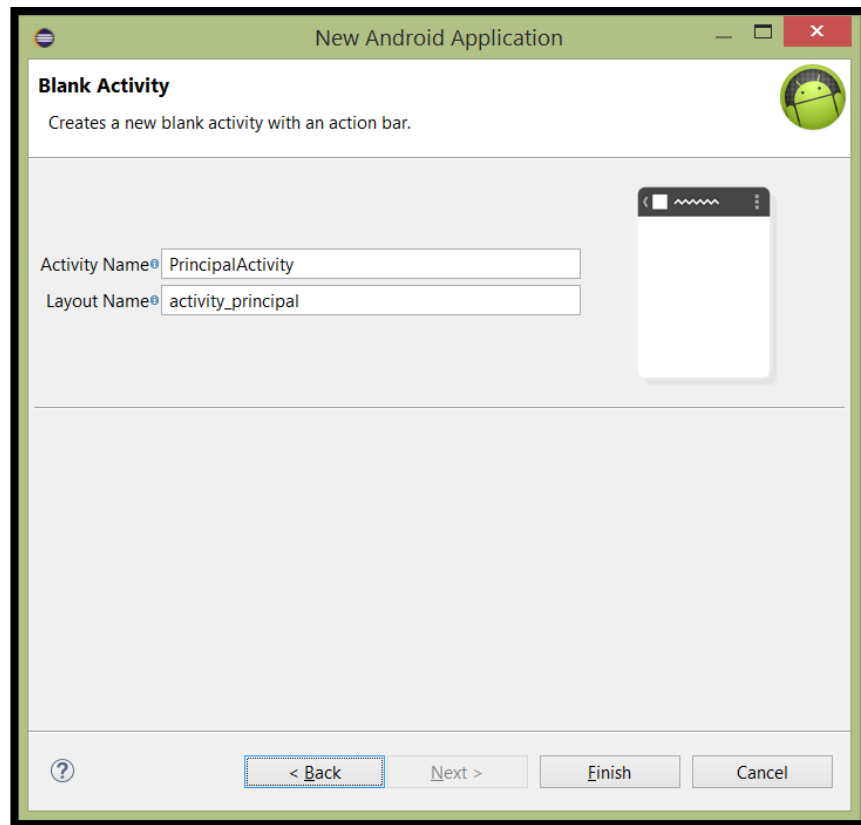 New Android Application
Blank Activity
Creates a new blank activity with an action bar.
Activity Name PrincipalActivity
Layout Name activity_principal
< Back Next > Finish Cancel